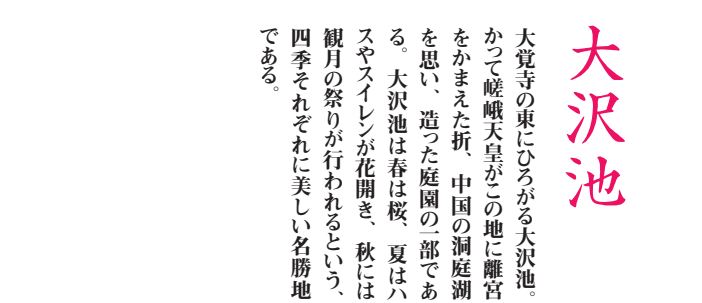 大沢池
大覚寺の東にひろがる大沢池。
かつて嵯峨天皇がこの地に離宮
をかまえた折、中国の洞庭湖
を思い、造った庭園の一部であ
る。大沢池は春は桜、夏はハ
スやスイレンが花開き、秋には
観月の祭りが行われるという、
四季それぞれに美しい名勝地
である。